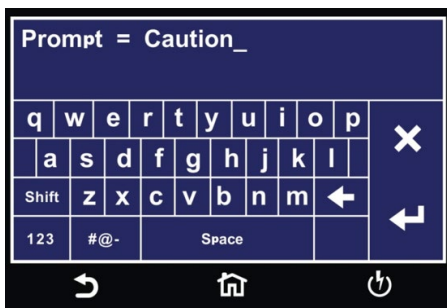 Prompt = Caution_
q w e r t y u i o p
a s d f g h j k l
Shift z x c v b n m
123 #@- Space